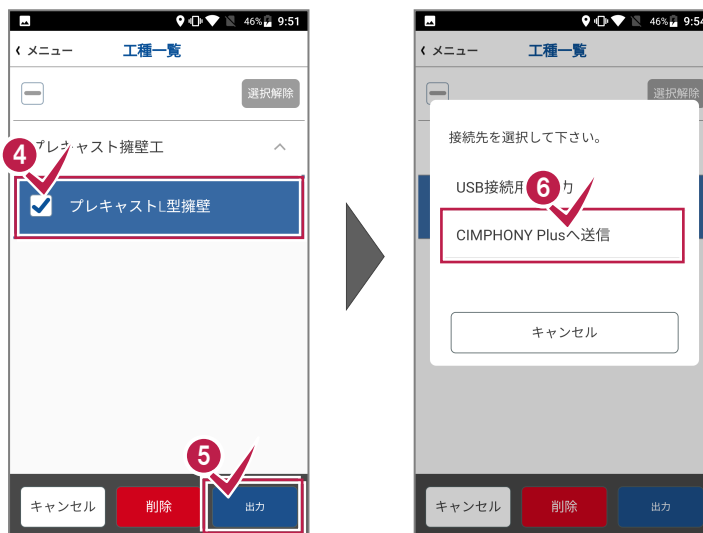 46% 9:51
メニュー 工種一覧
選択解除
プレキャスト擁壁工
4
プレキャストL型擁壁
5
キャンセル 削除 出力
46% 9:54
メニュー 工種一覧
選択解除
接続先を選択して下さい。
USB接続用
6
CIMPHONY Plusへ送信
キャンセル
キャンセル 削除 出力